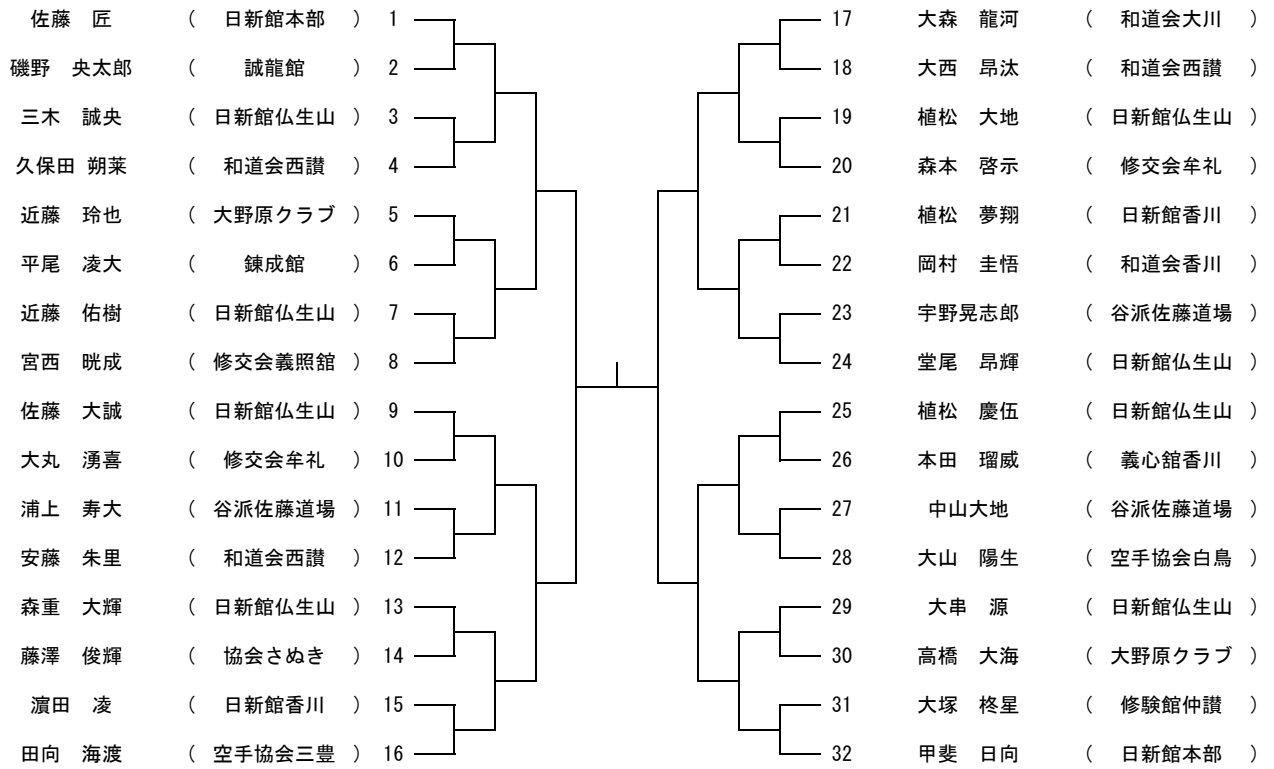 佐藤　匠 （ 日新館本部 ） 1
磯野　央太郎 （ 誠龍館 ） 2
三木　誠央 （ 日新館仏生山 ） 3
久保田 朔莱 （ 和道会西讃 ） 4
近藤　玲也 （ 大野原クラブ ） 5
平尾　凌大 （ 錬成館 ） 6
近藤　佑樹 （ 日新館仏生山 ） 7
宮西　晄成 （ 修交会義照舘 ） 8
佐藤　大誠 （ 日新館仏生山 ） 9
大丸　湧喜 （ 修交会牟礼 ） 10
浦上　寿大 （ 谷派佐藤道場 ） 11
安藤　朱里 （ 和道会西讃 ） 12
森重　大輝 （ 日新館仏生山 ） 13
藤澤　俊輝 （ 協会さぬき ） 14
濵田　凌 （ 日新館香川 ） 15
田向　海渡 （ 空手協会三豊 ） 16
17 大森　龍河 （ 和道会大川 ）
18 大西　昂汰 （ 和道会西讃 ）
19 植松　大地 （ 日新館仏生山 ）
20 森本　啓示 （ 修交会牟礼 ）
21 植松　夢翔 （ 日新館香川 ）
22 岡村　圭悟 （ 和道会香川 ）
23 宇野晃志郎 （ 谷派佐藤道場 ）
24 堂尾　昂輝 （ 日新館仏生山 ）
25 植松　慶伍 （ 日新館仏生山 ）
26 本田　瑠威 （ 義心舘香川 ）
27 中山大地 （ 谷派佐藤道場 ）
28 大山　陽生 （ 空手協会白鳥 ）
29 大串　源 （ 日新館仏生山 ）
30 高橋　大海 （ 大野原クラブ ）
31 大塚　柊星 （ 修験館仲讃 ）
32 甲斐　日向 （ 日新館本部 ）